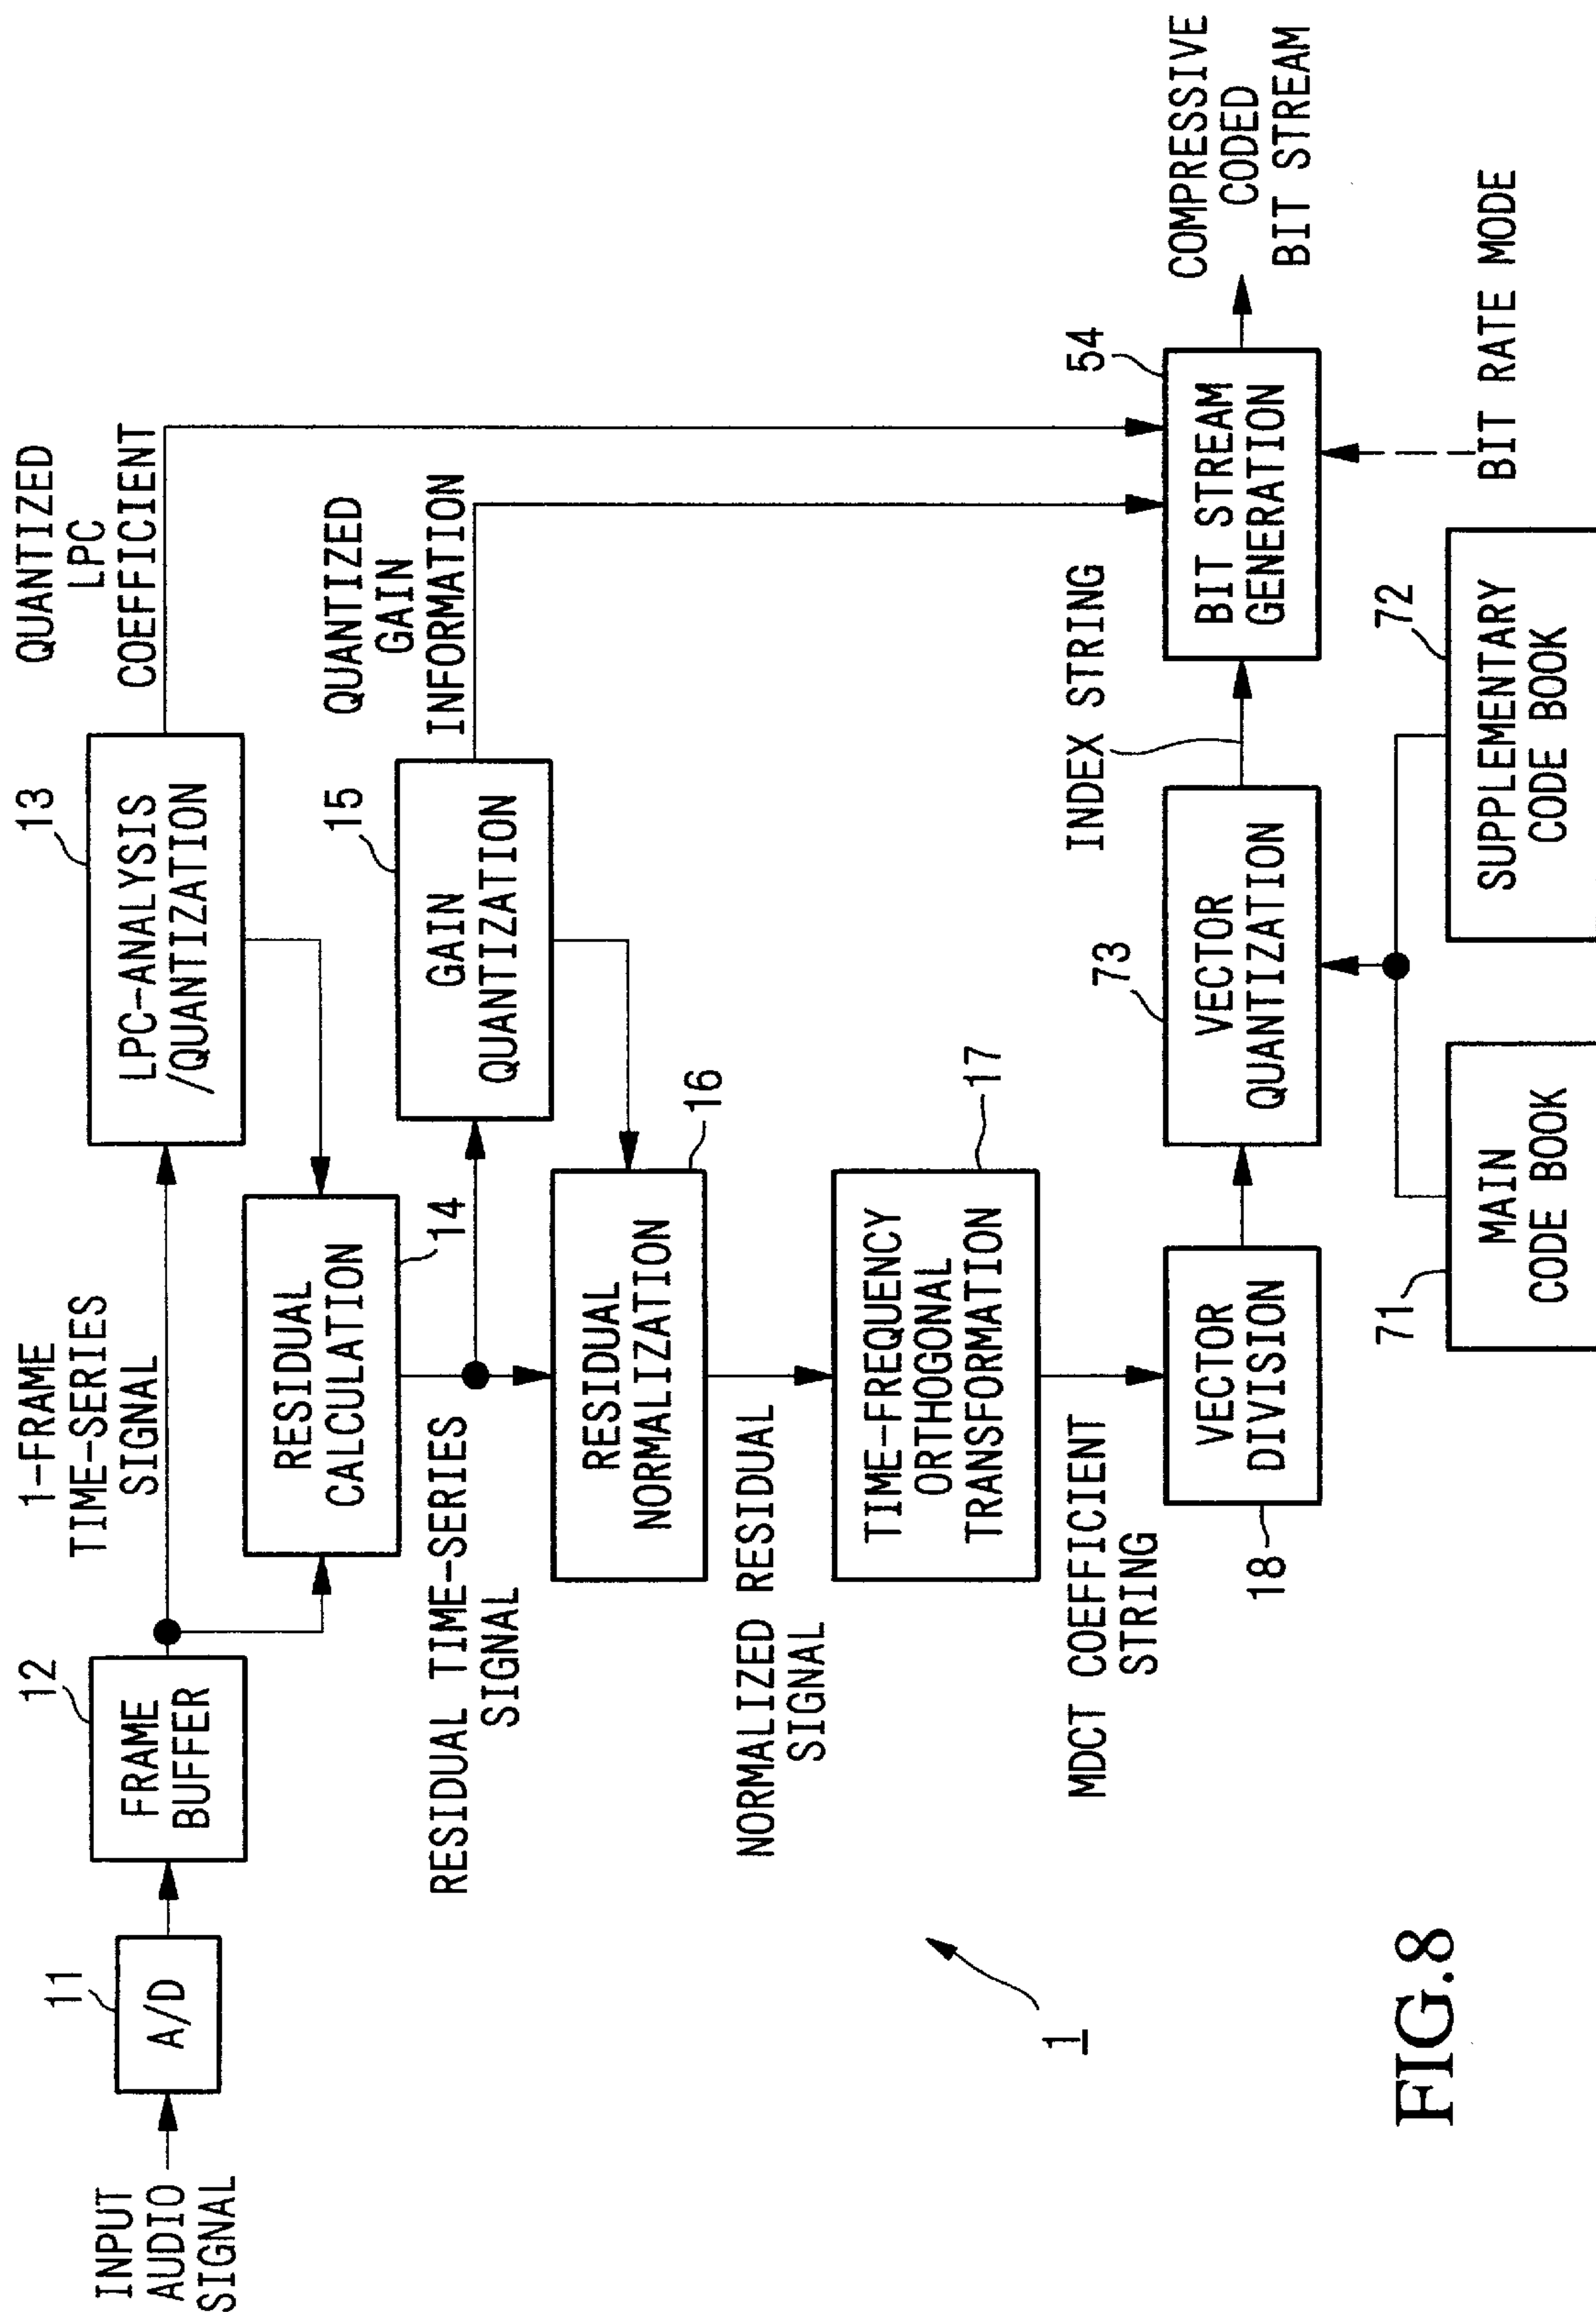 INPUT
AUDIO
SIGNAL
11
A/D
12
FRAME
BUFFER
1-FRAME
TIME-SERIES
SIGNAL
13
LPC-ANALYSIS
/QUANTIZATION
QUANTIZED
LPC
COEFFICIENT
RESIDUAL
CALCULATION
14
RESIDUAL TIME-SERIES
SIGNAL
15
GAIN
QUANTIZATION
QUANTIZED
GAIN
INFORMATION
RESIDUAL
NORMALIZATION
16
NORMALIZED RESIDUAL
SIGNAL
TIME-FREQUENCY
ORTHOGONAL
TRANSFORMATION
17
MDCT COEFFICIENT
STRING
VECTOR
DIVISION
18
73
VECTOR
QUANTIZATION
INDEX STRING
54
BIT STREAM
GENERATION
COMPRESSIVE
CODED
BIT STREAM
BIT RATE MODE
71
MAIN
CODE BOOK
72
SUPPLEMENTARY
CODE BOOK
1
FIG.8